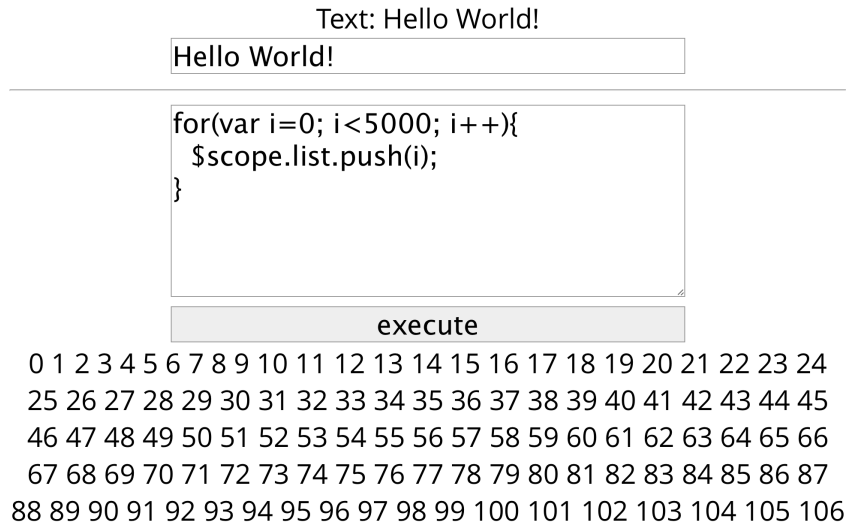 Text: Hello World!
Hello World!
for(var i=0; i<5000; i++){
  $scope.list.push(i);
}
execute
0 1 2 3 4 5 6 7 8 9 10 11 12 13 14 15 16 17 18 19 20 21 22 23 24
25 26 27 28 29 30 31 32 33 34 35 36 37 38 39 40 41 42 43 44 45
46 47 48 49 50 51 52 53 54 55 56 57 58 59 60 61 62 63 64 65 66
67 68 69 70 71 72 73 74 75 76 77 78 79 80 81 82 83 84 85 86 87
88 89 90 91 92 93 94 95 96 97 98 99 100 101 102 103 104 105 106